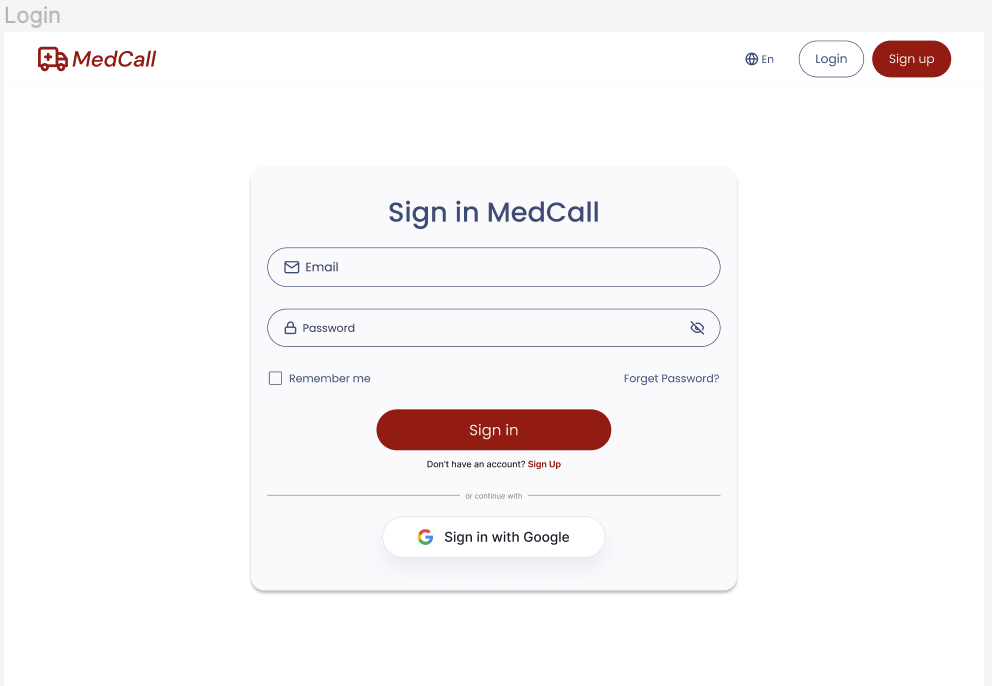 Login
MedCall
En
Login
Sign up
Sign in MedCall
Email
Password
Remember me
Forget Password?
Sign in
Don't have an account? Sign Up
or continue with
Sign in with Google